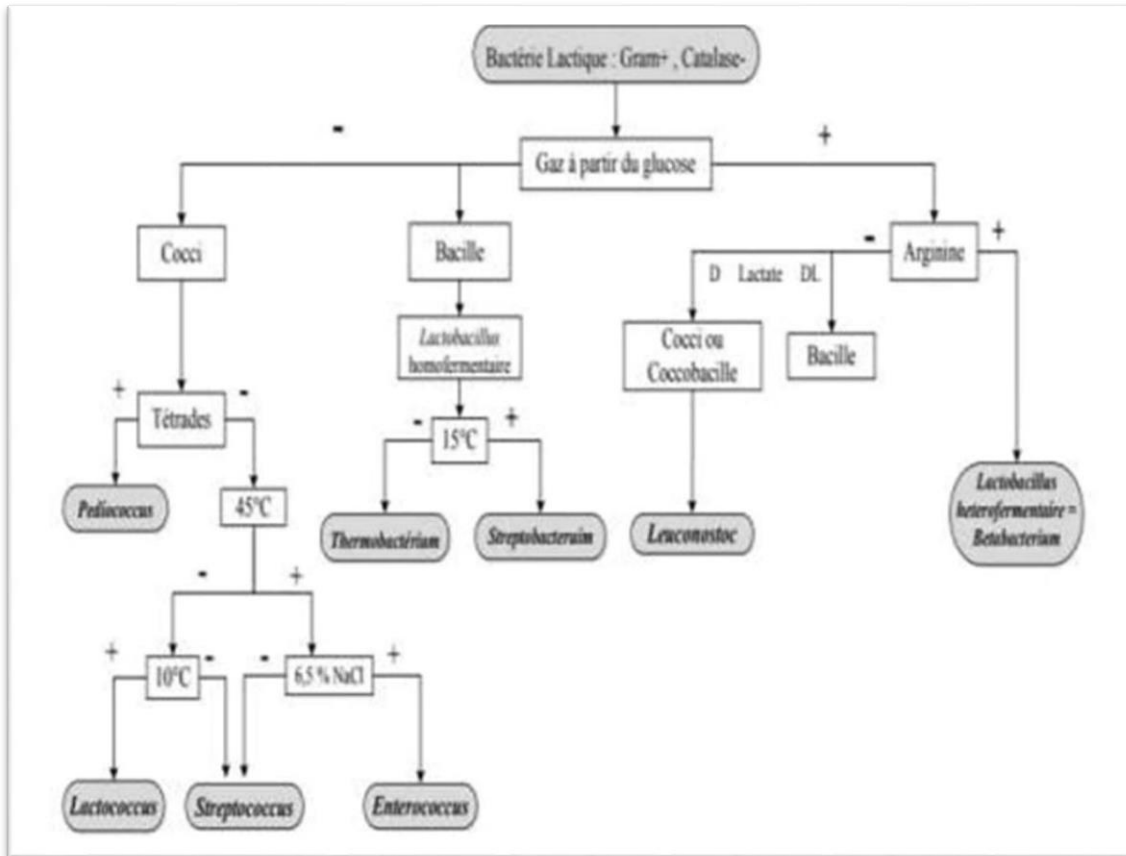 Bactérie Lactique : Gram+ , Catalase-
- +
Gaz à partir du glucose
Cocci
Bacille
- Arginine +
D Lactate DL
Lactobacillus
homofermentaire
Cocci ou
Coccobacille
Bacille
+ Tétrades -
- 15°C +
Pediococcus
45°C
Thermobactérium
Streptobacteruim
Leuconostoc
Lactobacillus
heterofermentaire =
Betabacterium
- +
+ 10°C -
- 6,5 % NaCl +
Lactococcus
Streptococcus
Enterococcus